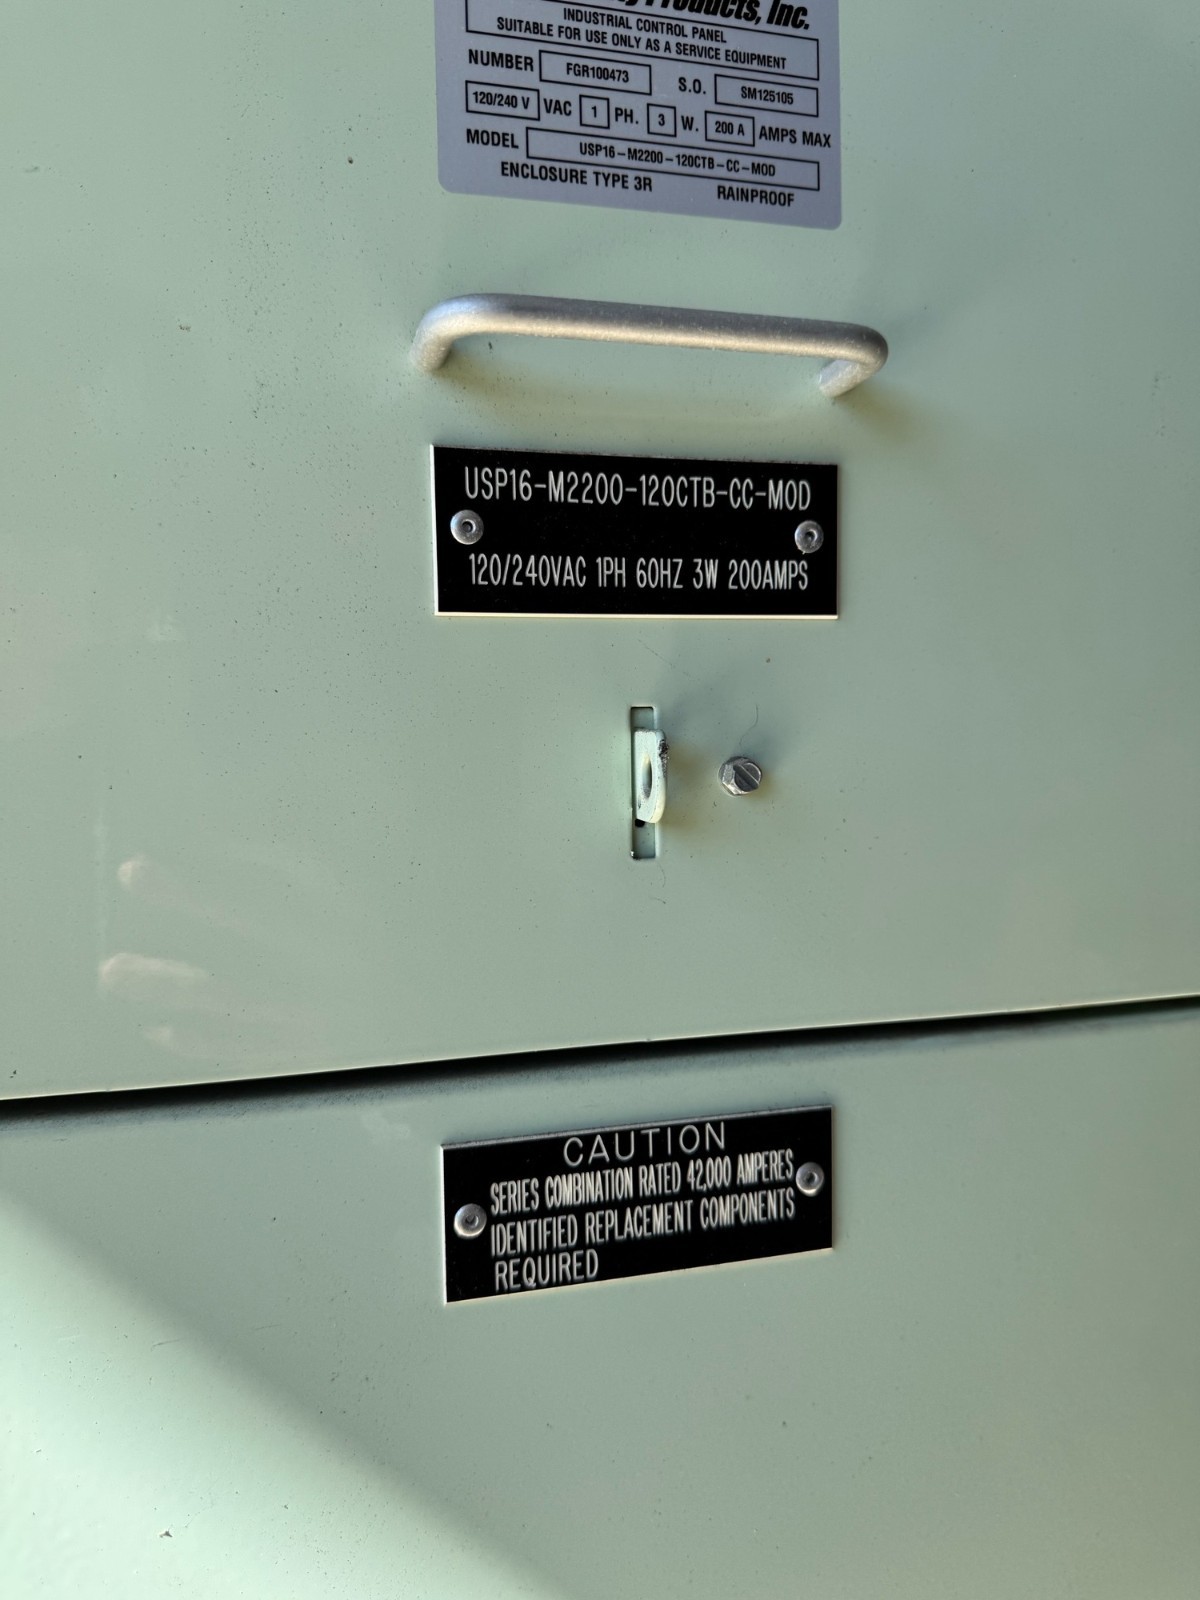 Products, Inc.
INDUSTRIAL CONTROL PANEL
SUITABLE FOR USE ONLY AS A SERVICE EQUIPMENT
NUMBER FGR100473 S.O. SM125105
120/240 V VAC 1 PH. 3 W. 200 A AMPS MAX
MODEL USP16-M2200-120CTB-CC-MOD
ENCLOSURE TYPE 3R RAINPROOF
USP16-M2200-120CTB-CC-MOD
120/240VAC 1PH 60HZ 3W 200AMPS
CAUTION
SERIES COMBINATION RATED 42,000 AMPERES
IDENTIFIED REPLACEMENT COMPONENTS
REQUIRED